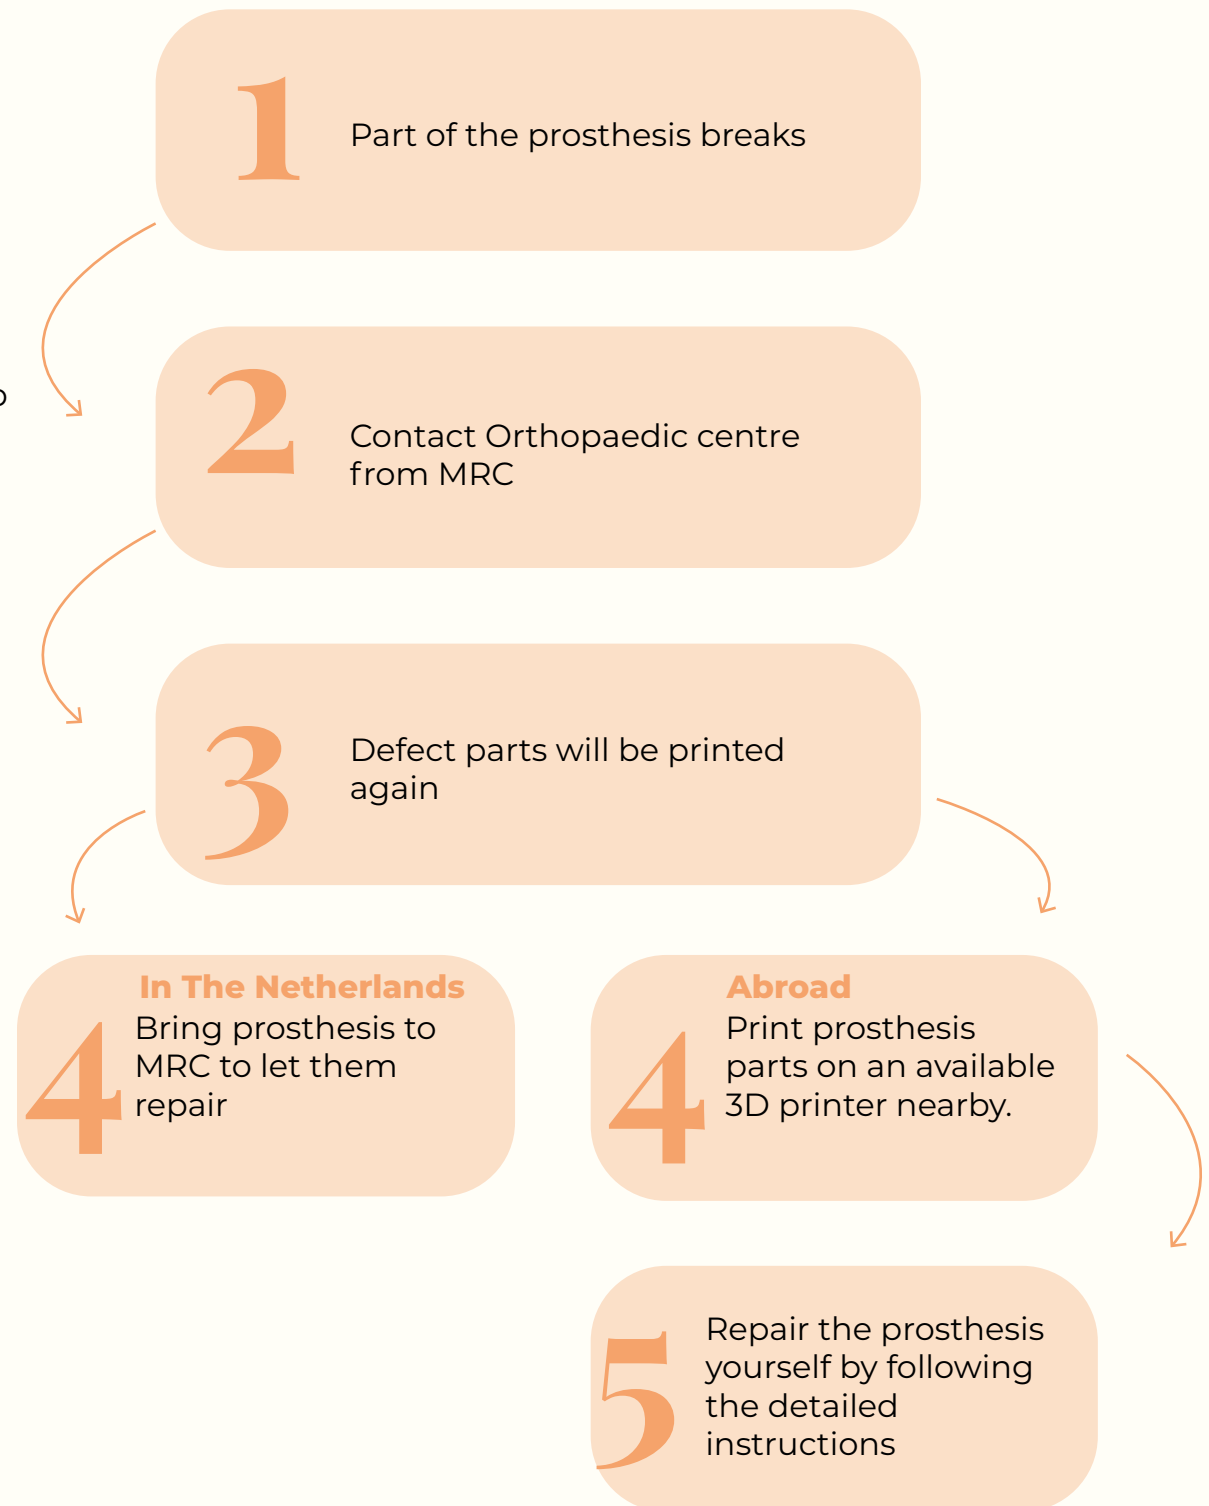 1
Part of the prosthesis breaks
2
Contact Orthopaedic centre
from MRC
3
Defect parts will be printed
again
In The Netherlands
4
Bring prosthesis to
MRC to let them
repair
Abroad
4
Print prosthesis
parts on an available
3D printer nearby.
5
Repair the prosthesis
yourself by following
the detailed
instructions